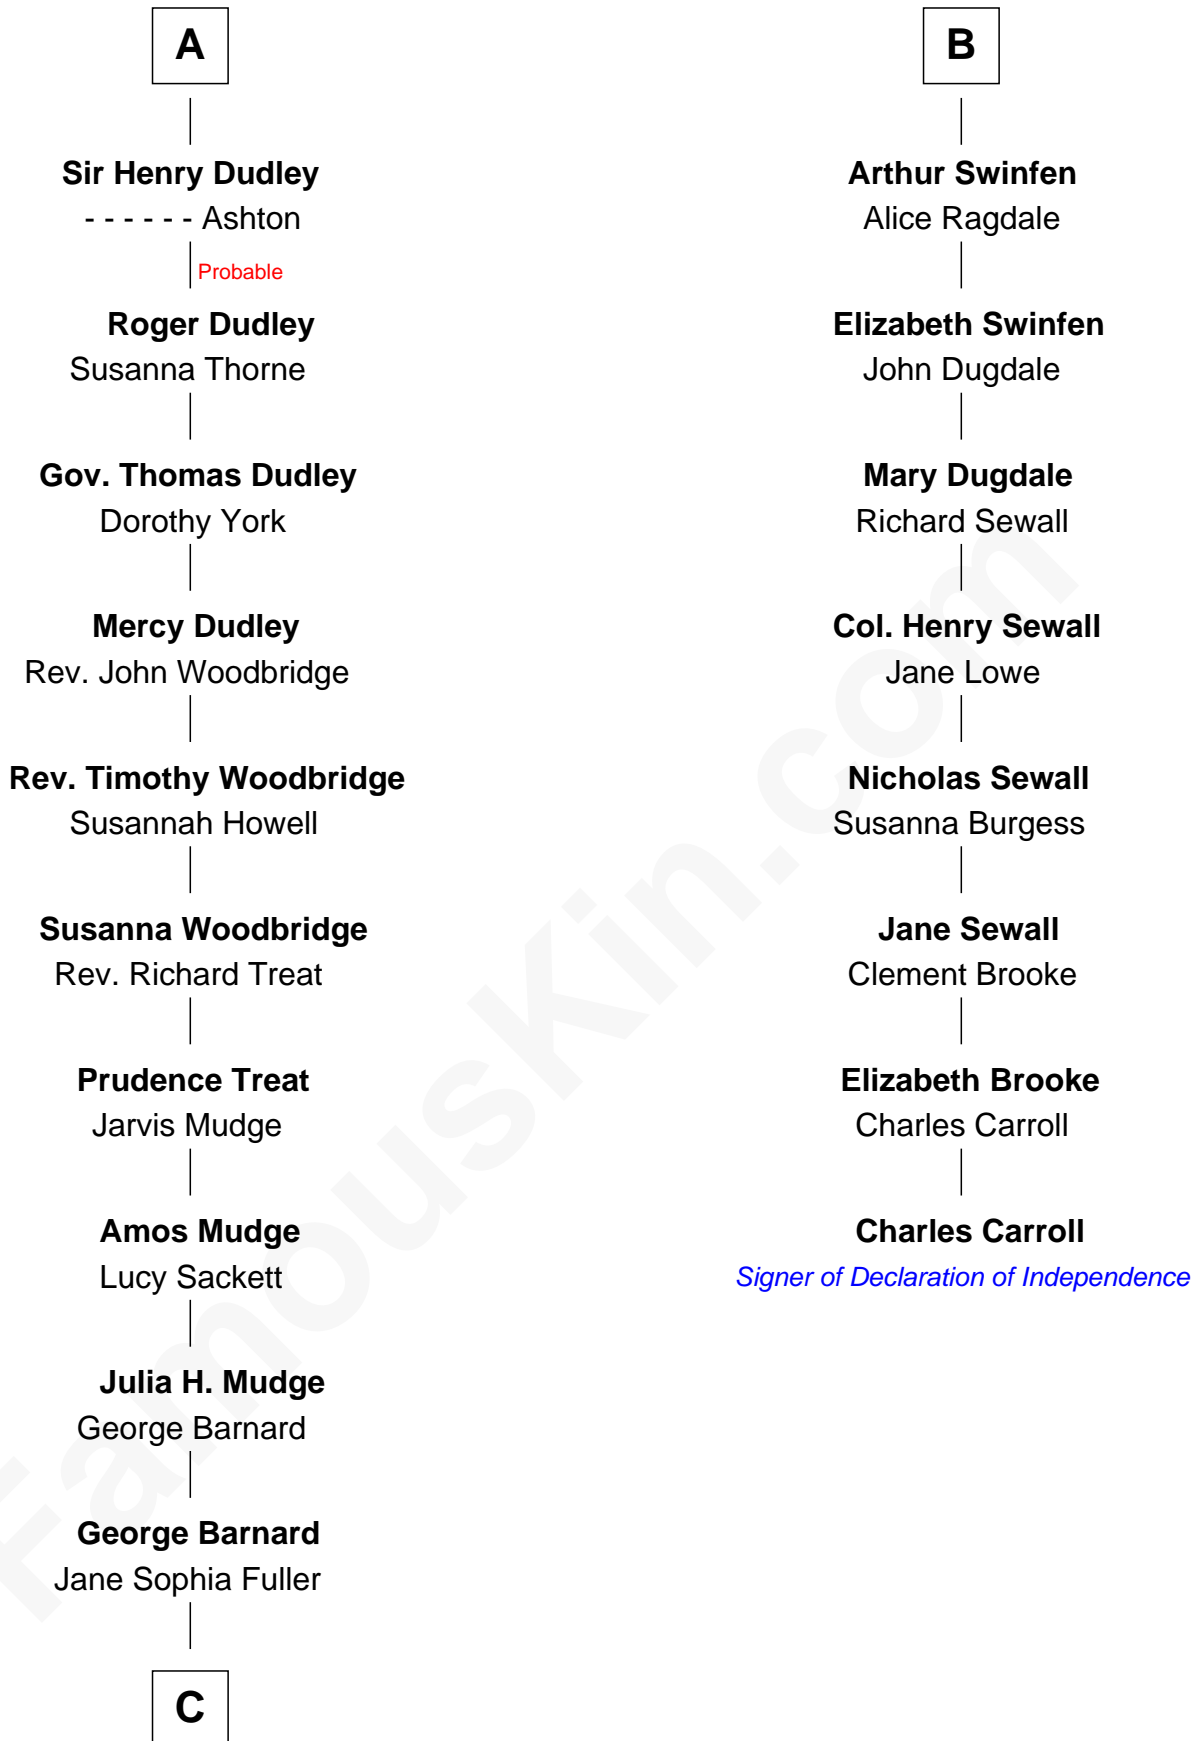 A
Sir Henry Dudley
- - - - - - Ashton
Probable
Roger Dudley
Susanna Thorne
Gov. Thomas Dudley
Dorothy York
Mercy Dudley
Rev. John Woodbridge
Rev. Timothy Woodbridge
Susannah Howell
Susanna Woodbridge
Rev. Richard Treat
Prudence Treat
Jarvis Mudge
Amos Mudge
Lucy Sackett
Julia H. Mudge
George Barnard
George Barnard
Jane Sophia Fuller
C
B
Arthur Swinfen
Alice Ragdale
Elizabeth Swinfen
John Dugdale
Mary Dugdale
Richard Sewall
Col. Henry Sewall
Jane Lowe
Nicholas Sewall
Susanna Burgess
Jane Sewall
Clement Brooke
Elizabeth Brooke
Charles Carroll
Charles Carroll
Signer of Declaration of Independence
FamousKin.com